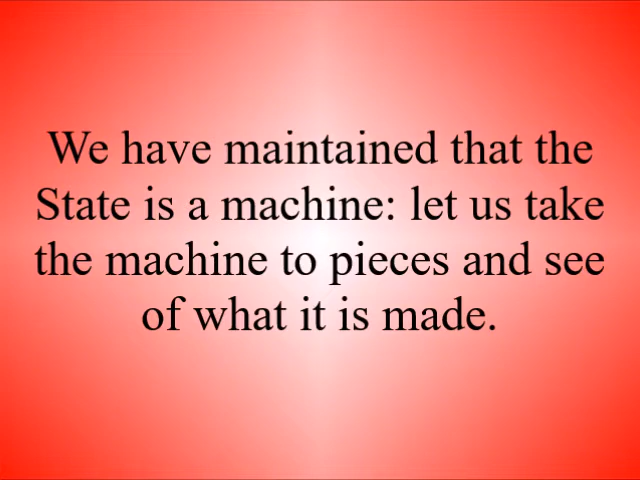 We have maintained that the
State is a machine: let us take
the machine to pieces and see
of what it is made.